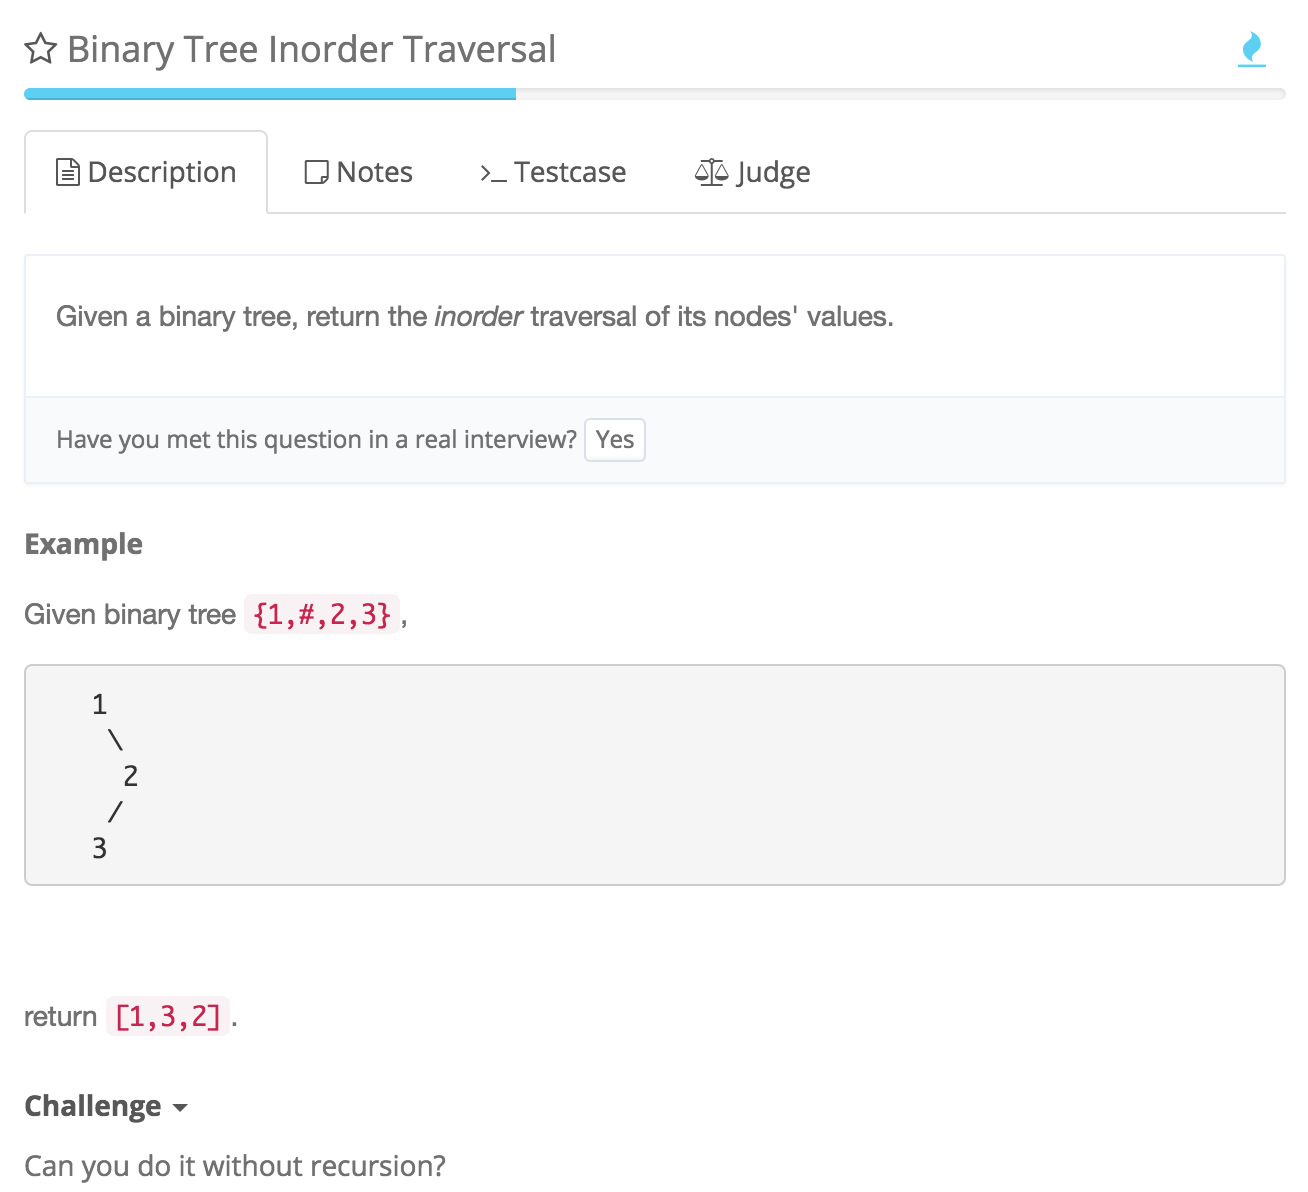 Binary Tree Inorder Traversal
Description Notes >_ Testcase Judge
Given a binary tree, return the inorder traversal of its nodes' values.
Have you met this question in a real interview? Yes
Example
Given binary tree {1,#,2,3},
1
\
2
/
3
return [1,3,2].
Challenge
Can you do it without recursion?